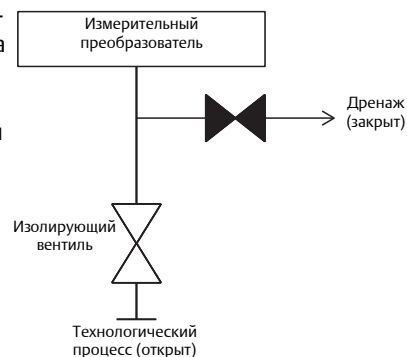 Измерительный
преобразователь
Дренаж
(закрыт)
Изолирующий
вентиль
Технологический
процесс (открыт)